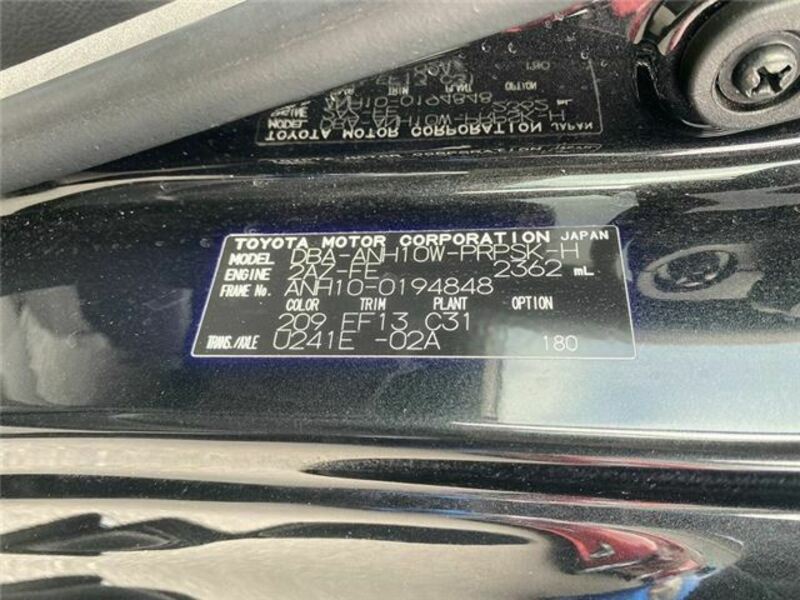 TOYOTA MOTOR CORPORATION JAPAN
MODEL DBA-ANH10W-PRPSK-H
ENGINE 2AZ-FE 2362 mL
FRAME No. ANH10-0194848
COLOR TRIM PLANT OPTION
209 FF13 C31
TRANS./AXLE U241E -02A 180